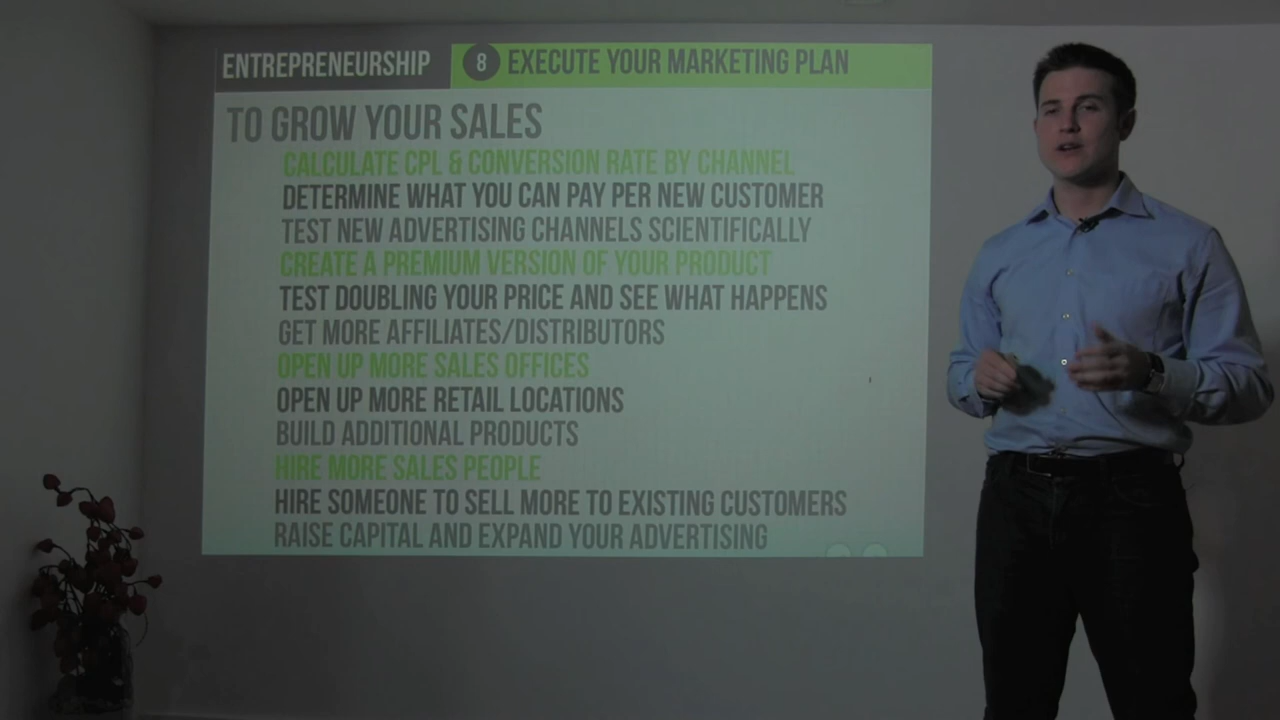 ENTREPRENEURSHIP 8 EXECUTE YOUR MARKETING PLAN
TO GROW YOUR SALES
CALCULATE CPL & CONVERSION RATE BY CHANNEL
DETERMINE WHAT YOU CAN PAY PER NEW CUSTOMER
TEST NEW ADVERTISING CHANNELS SCIENTIFICALLY
CREATE A PREMIUM VERSION OF YOUR PRODUCT
TEST DOUBLING YOUR PRICE AND SEE WHAT HAPPENS
GET MORE AFFILIATES/DISTRIBUTORS
OPEN UP MORE SALES OFFICES
OPEN UP MORE RETAIL LOCATIONS
BUILD ADDITIONAL PRODUCTS
HIRE MORE SALES PEOPLE
HIRE SOMEONE TO SELL MORE TO EXISTING CUSTOMERS
RAISE CAPITAL AND EXPAND YOUR ADVERTISING